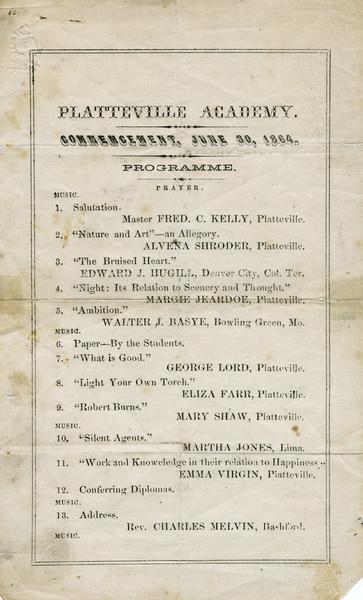 PLATTEVILLE ACADEMY.
COMMENCEMENT, JUNE 30, 1864.
PROGRAMME.
PRAYER.
MUSIC.
1. Salutation.
Master FRED. C. KELLY, Platteville.
2. “Nature and Art”—an Allegory.
ALVENA SHRODER, Platteville.
3. “The Bruised Heart.”
EDWARD J. HUGILL, Denver City, Col. Ter.
4. “Night: Its Relation to Scenery and Thought.”
MARGIE JEARDOE, Platteville.
5. “Ambition.”
WALTER J. BASYE, Bowling Green, Mo.
MUSIC.
6. Paper—By the Students.
7. “What is Good.”
GEORGE LORD, Platteville.
8. “Light Your Own Torch.”
ELIZA FARR, Platteville.
9. “Robert Burns.”
MARY SHAW, Platteville.
MUSIC.
10. “Silent Agents.”
MARTHA JONES, Lima.
11. “Work and Knoweledge in their relation to Happiness.”
EMMA VIRGIN, Platteville.
12. Conferring Diplomas.
MUSIC.
13. Address.
Rev. CHARLES MELVIN, Bashford.
MUSIC.